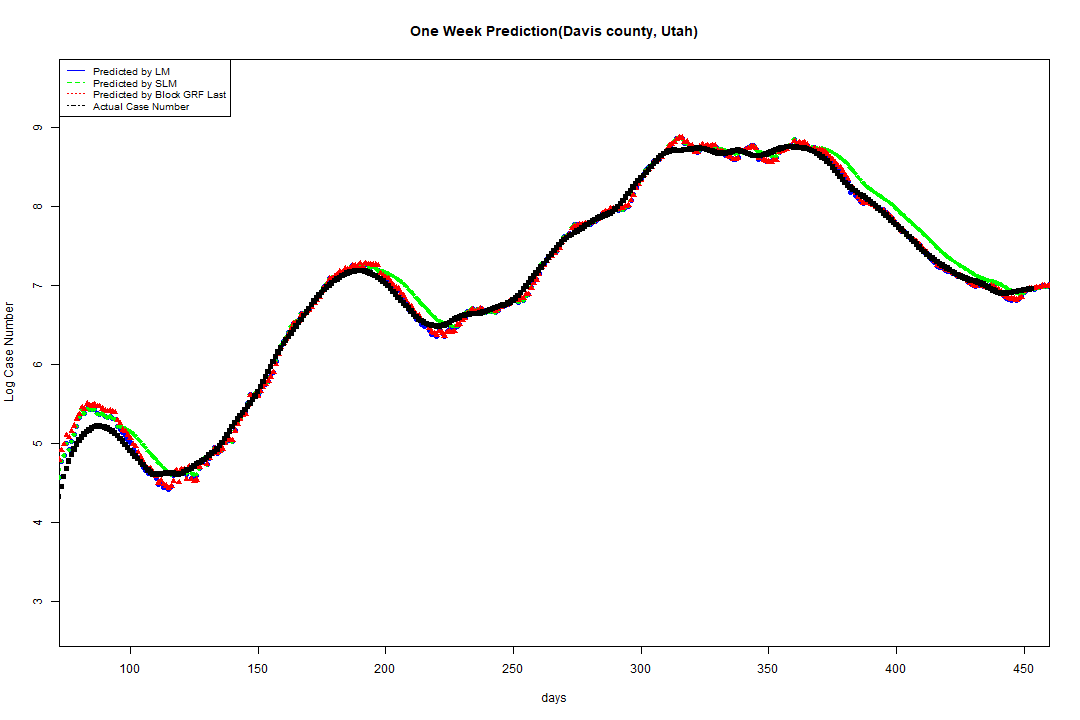 One Week Prediction(Davis county, Utah)
Predicted by LM
Predicted by SLM
Predicted by Block GRF Last
Actual Case Number
9
8
7
6
5
4
3
Log Case Number
100 150 200 250 300 350 400 450
days